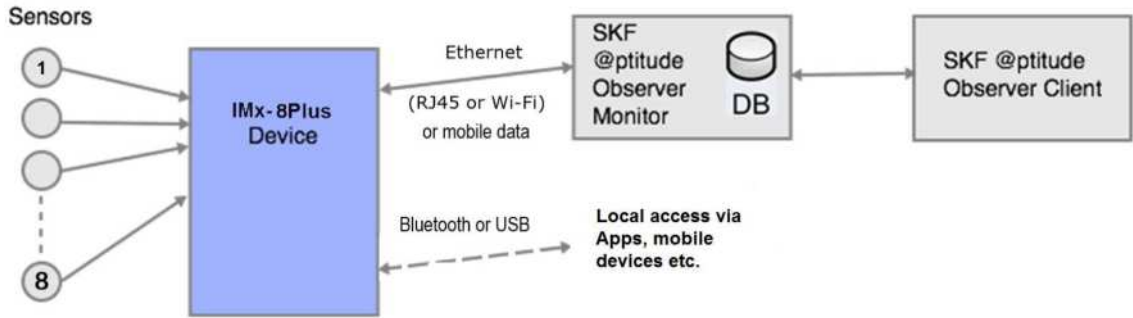 Sensors
1
8
IMx-8Plus
Device
Ethernet
(RJ45 or Wi-Fi)
or mobile data
Bluetooth or USB
SKF
@ptitude
Observer
Monitor
DB
SKF @ptitude
Observer Client
Local access via
Apps, mobile
devices etc.